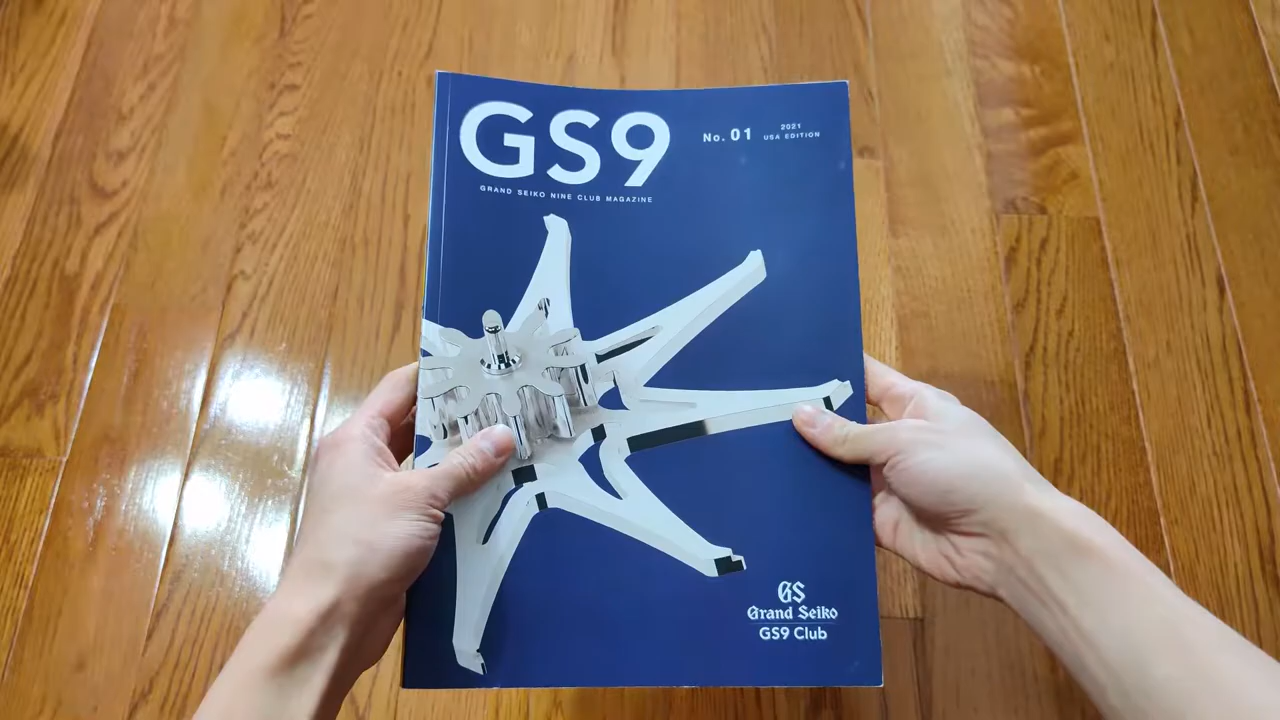 GS9
No. 01
2021
USA EDITION
GRAND SEIKO NINE CLUB MAGAZINE
GS
Grand Seiko
GS9 Club